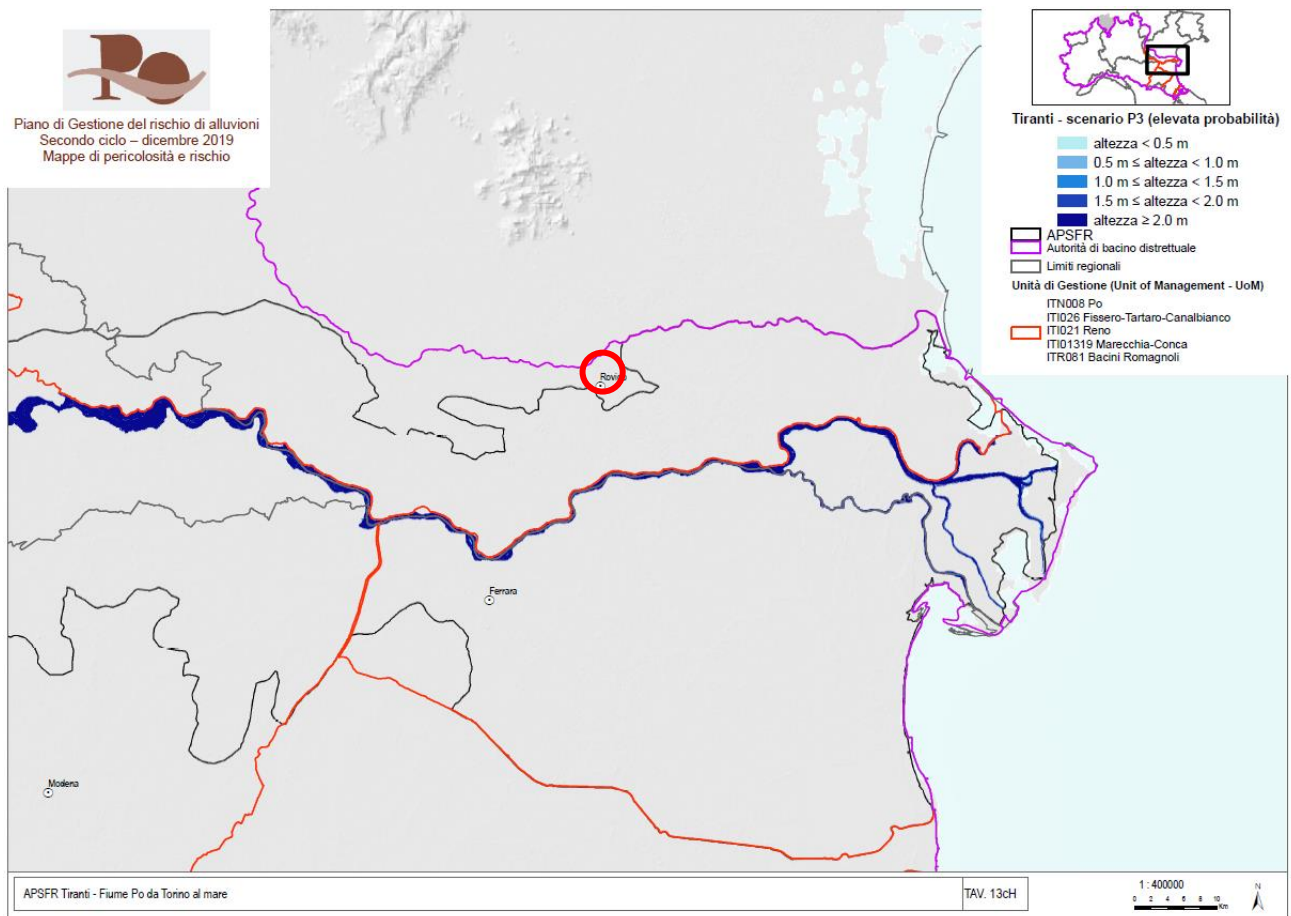 PO
Piano di Gestione del rischio di alluvioni
Secondo ciclo – dicembre 2019
Mappe di pericolosità e rischio
Tiranti - scenario P3 (elevata probabilità)
altezza < 0.5 m
0.5 m ≤ altezza < 1.0 m
1.0 m ≤ altezza < 1.5 m
1.5 m ≤ altezza < 2.0 m
altezza ≥ 2.0 m
APSFR
Autorità di bacino distrettuale
Limiti regionali
Unità di Gestione (Unit of Management - UoM)
ITN008 Po
ITI026 Fissero-Tartaro-Canalbianco
ITI021 Reno
ITI01319 Marecchia-Conca
ITR081 Bacini Romagnoli
Rovigo
Ferrara
Modena
APSFR Tiranti - Fiume Po da Torino al mare
TAV. 13cH
1 : 400000
0 2 4 6 8 10
Km
N